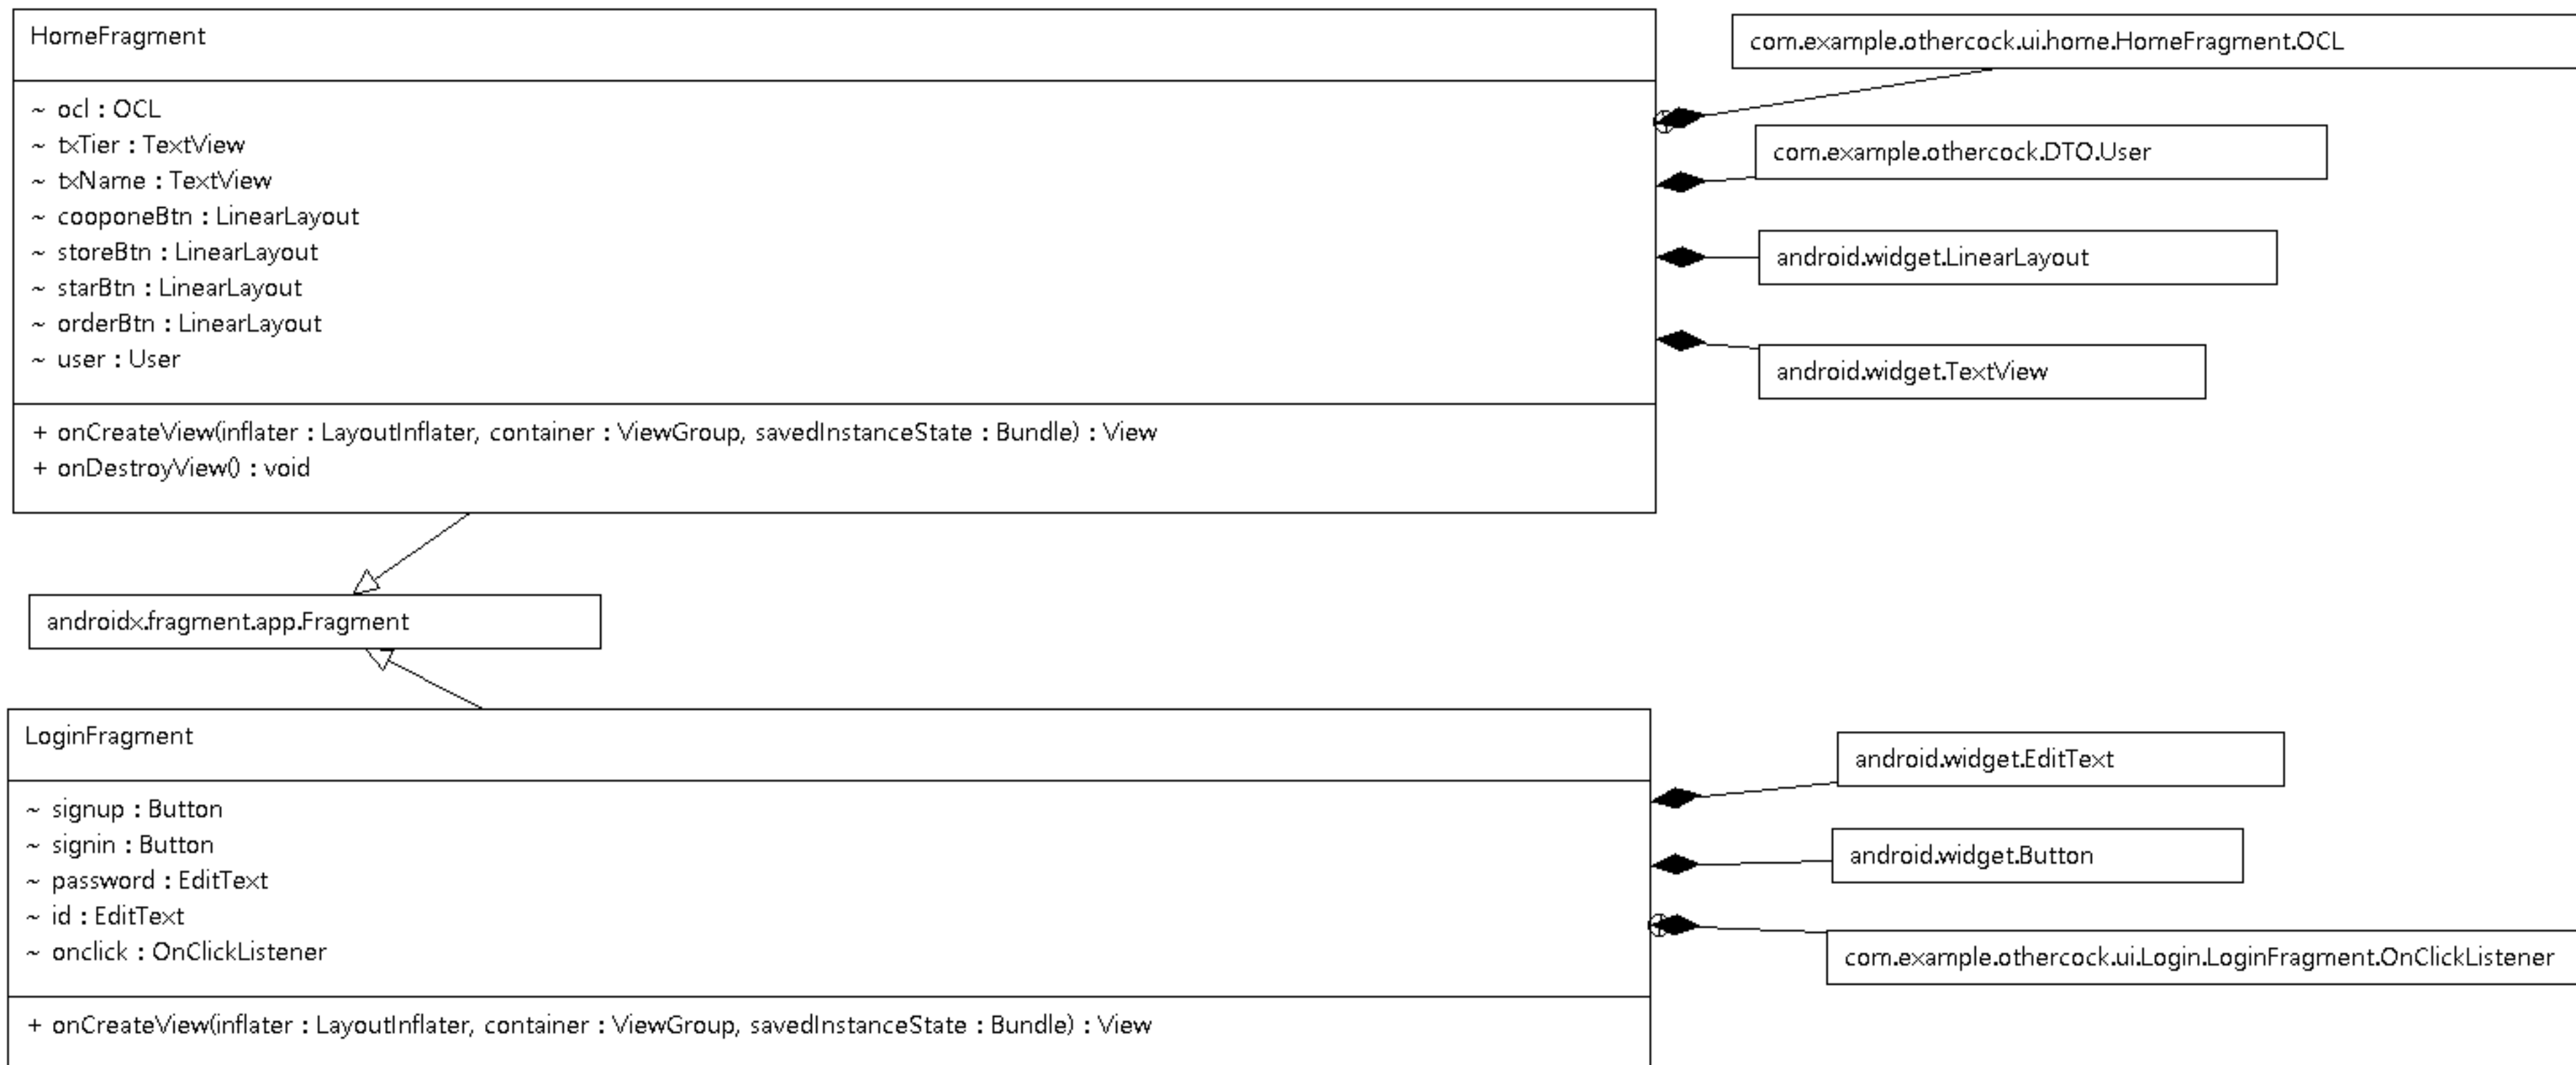 HomeFragment
~ ocl : OCL
~ txTier : TextView
~ txName : TextView
~ cooponeBtn : LinearLayout
~ storeBtn : LinearLayout
~ starBtn : LinearLayout
~ orderBtn : LinearLayout
~ user : User
+ onCreateView(inflater : LayoutInflater, container : ViewGroup, savedInstanceState : Bundle) : View
+ onDestroyView() : void
com.example.othercock.ui.home.HomeFragment.OCL
com.example.othercock.DTO.User
android.widget.LinearLayout
android.widget.TextView
androidx.fragment.app.Fragment
LoginFragment
~ signup : Button
~ signin : Button
~ password : EditText
~ id : EditText
~ onclick : OnClickListener
+ onCreateView(inflater : LayoutInflater, container : ViewGroup, savedInstanceState : Bundle) : View
android.widget.EditText
android.widget.Button
com.example.othercock.ui.Login.LoginFragment.OnClickListener